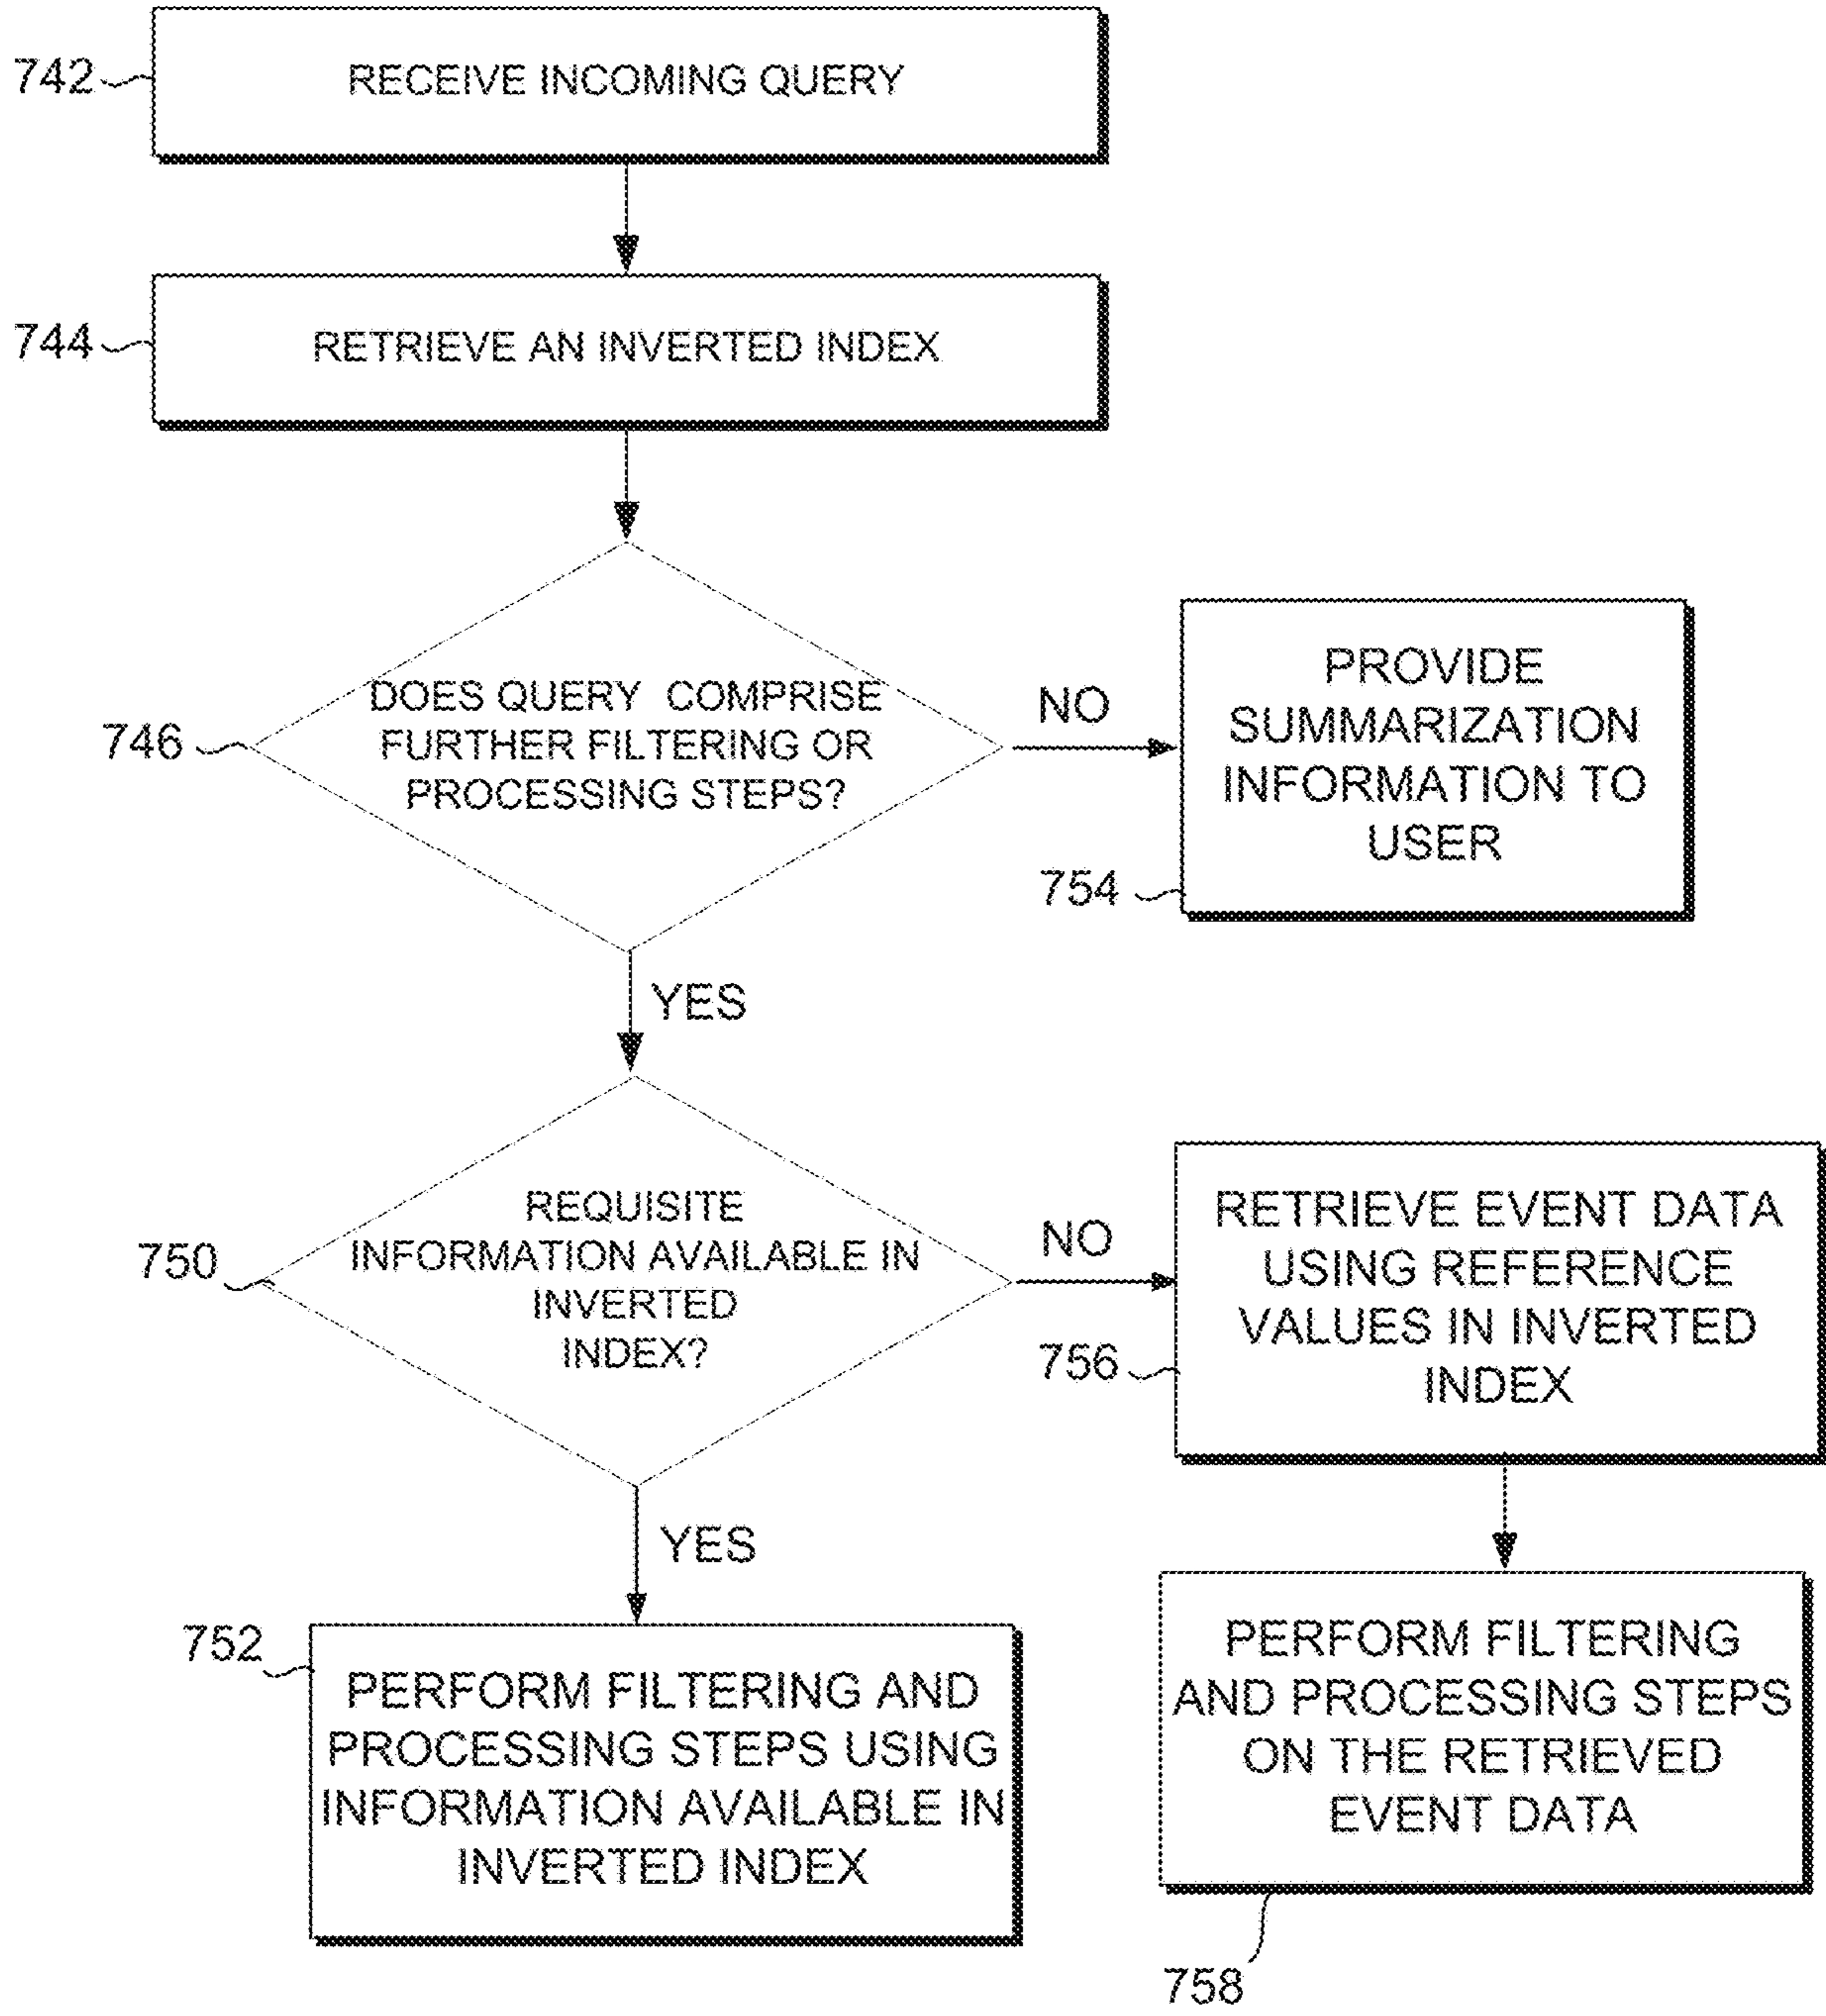 742
RECEIVE INCOMING QUERY
744
RETRIEVE AN INVERTED INDEX
746
DOES QUERY COMPRISE
FURTHER FILTERING OR
PROCESSING STEPS?
NO
PROVIDE
SUMMARIZATION
INFORMATION TO
USER
754
YES
750
REQUISITE
INFORMATION AVAILABLE IN
INVERTED
INDEX?
NO
RETRIEVE EVENT DATA
USING REFERENCE
VALUES IN INVERTED
INDEX
756
YES
752
PERFORM FILTERING AND
PROCESSING STEPS USING
INFORMATION AVAILABLE IN
INVERTED INDEX
PERFORM FILTERING
AND PROCESSING STEPS
ON THE RETRIEVED
EVENT DATA
758